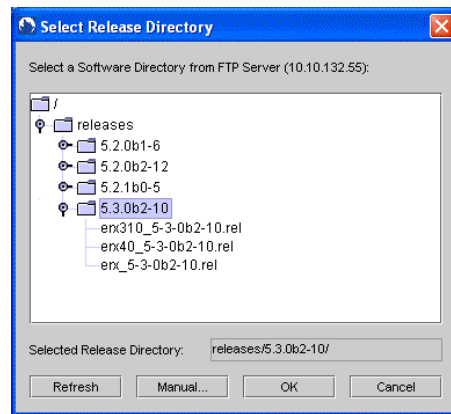 Select Release Directory
Select a Software Directory from FTP Server (10.10.132.55):
/
releases
5.2.0b1-6
5.2.0b2-12
5.2.1b0-5
5.3.0b2-10
erx310_5-3-0b2-10.rel
erx40_5-3-0b2-10.rel
erx_5-3-0b2-10.rel
Selected Release Directory: releases/5.3.0b2-10/
Refresh Manual... OK Cancel